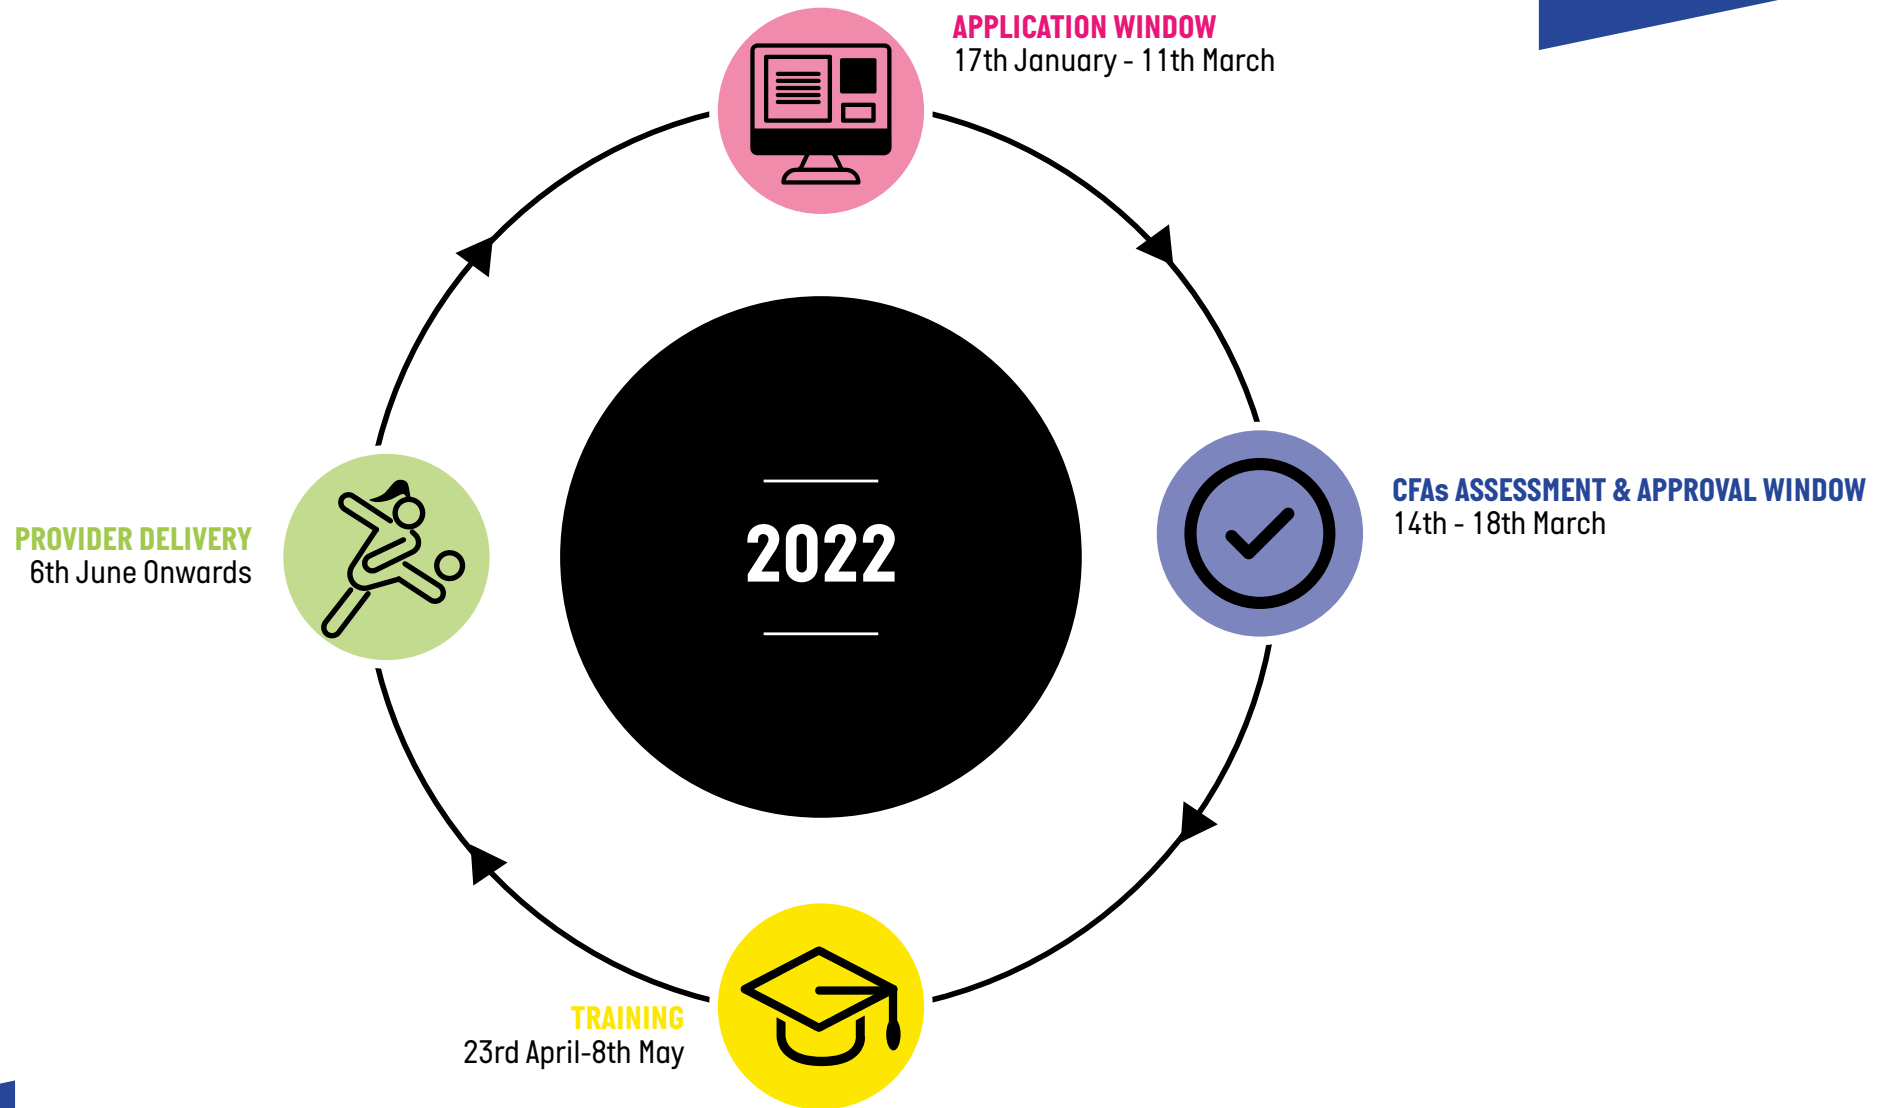 APPLICATION WINDOW
17th January - 11th March
CFAs ASSESSMENT & APPROVAL WINDOW
14th - 18th March
2022
PROVIDER DELIVERY
6th June Onwards
TRAINING
23rd April-8th May